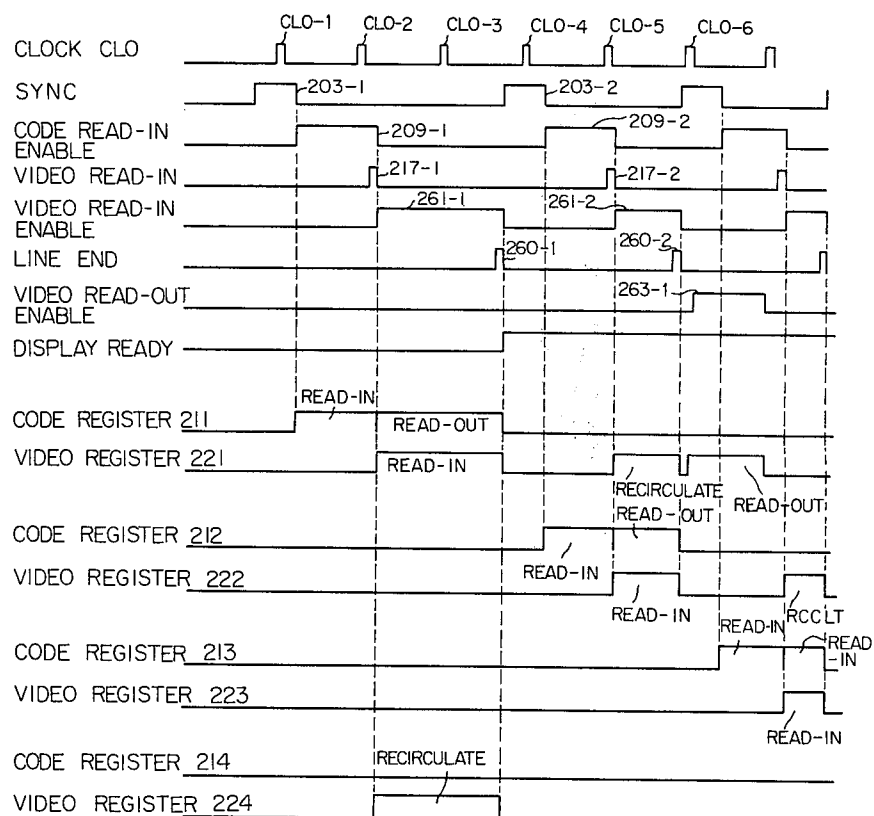 CLO-1 CLO-2 CLO-3 CLO-4 CLO-5 CLO-6
CLOCK CLO
SYNC 203-1 203-2
CODE READ-IN ENABLE 209-1 209-2
VIDEO READ-IN 217-1 217-2
VIDEO READ-IN ENABLE 261-1 261-2
LINE END 260-1 260-2
VIDEO READ-OUT ENABLE 263-1
DISPLAY READY
CODE REGISTER 211 READ-IN READ-OUT
VIDEO REGISTER 221 READ-IN RECIRCULATE READ-OUT
CODE REGISTER 212 READ-IN READ-OUT
VIDEO REGISTER 222 READ-IN RCCLT
CODE REGISTER 213 READ-IN READ-IN
VIDEO REGISTER 223 READ-IN
CODE REGISTER 214
VIDEO REGISTER 224 RECIRCULATE